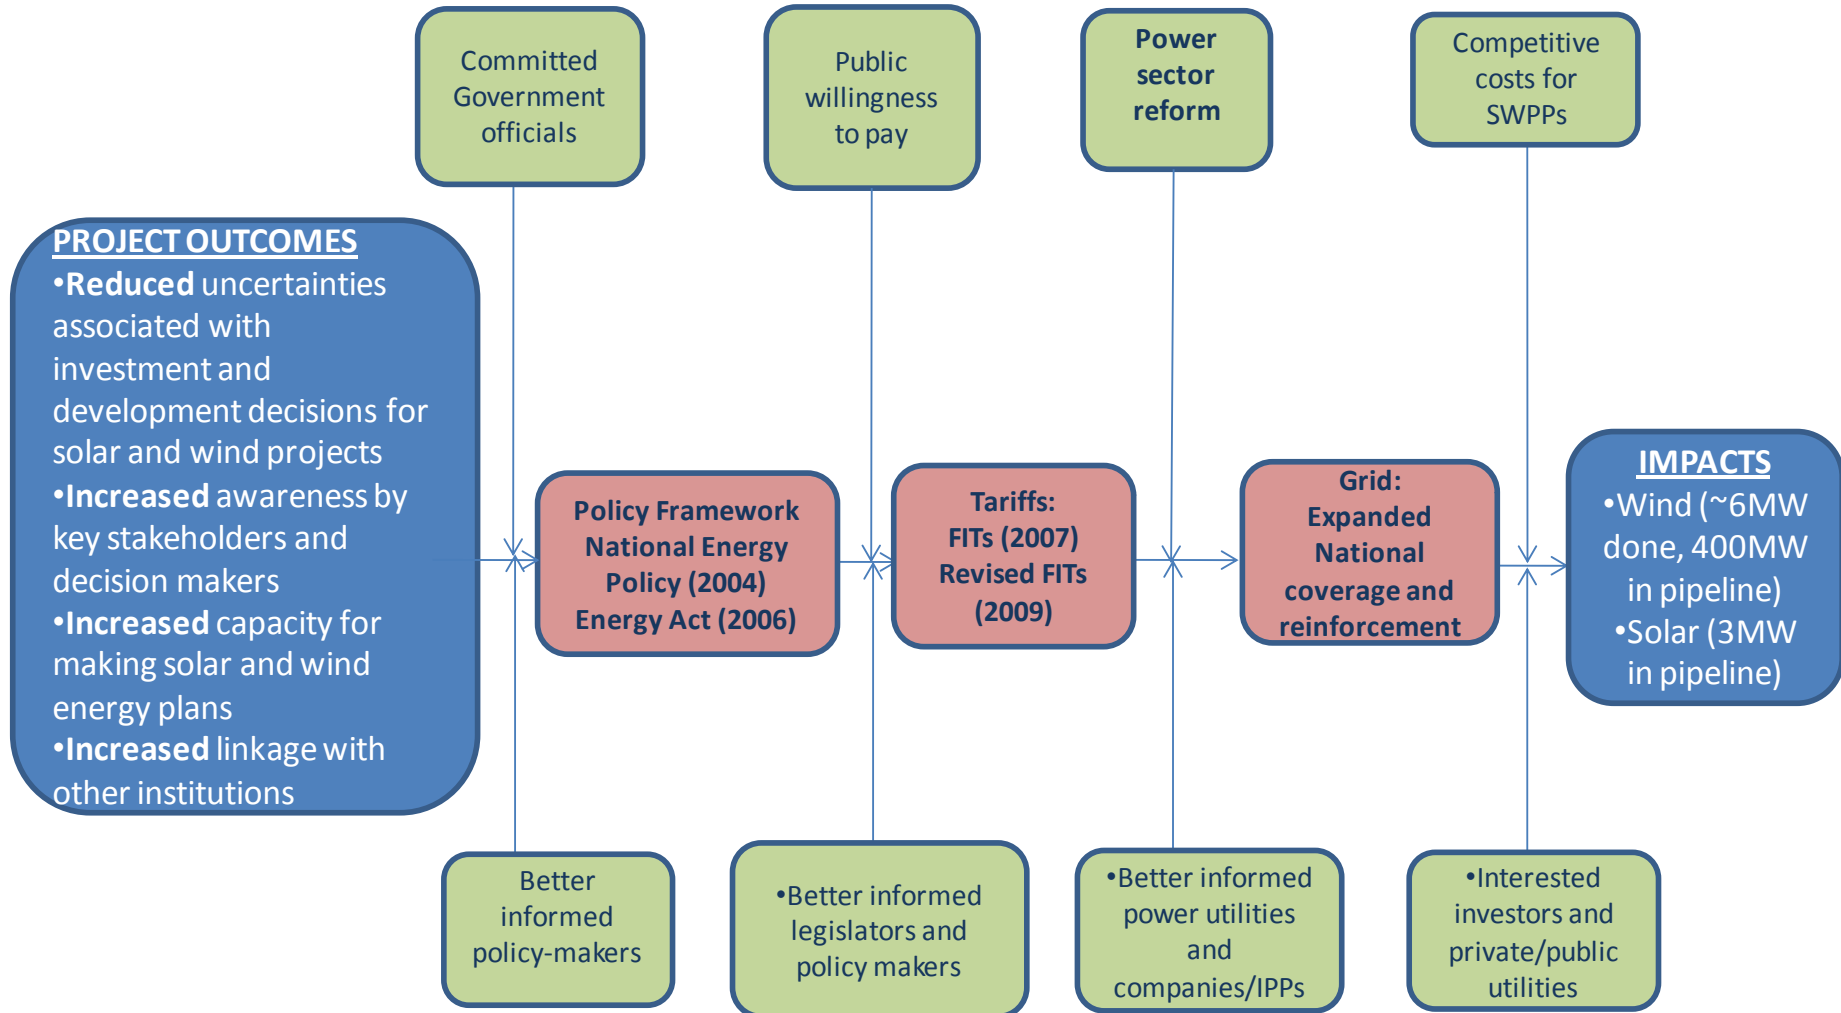 Committed
Government
officials
Public
willingness
to pay
Power
sector
reform
Competitive
costs for
SWPPs
PROJECT OUTCOMES
•Reduced uncertainties
associated with
investment and
development decisions for
solar and wind projects
•Increased awareness by
key stakeholders and
decision makers
•Increased capacity for
making solar and wind
energy plans
•Increased linkage with
other institutions
Policy Framework
National Energy
Policy (2004)
Energy Act (2006)
Tariffs:
FITs (2007)
Revised FITs
(2009)
Grid:
Expanded
National
coverage and
reinforcement
IMPACTS
•Wind (~6MW
done, 400MW
in pipeline)
•Solar (3MW
in pipeline)
Better
informed
policy-makers
•Better informed
legislators and
policy makers
•Better informed
power utilities
and
companies/IPPs
•Interested
investors and
private/public
utilities